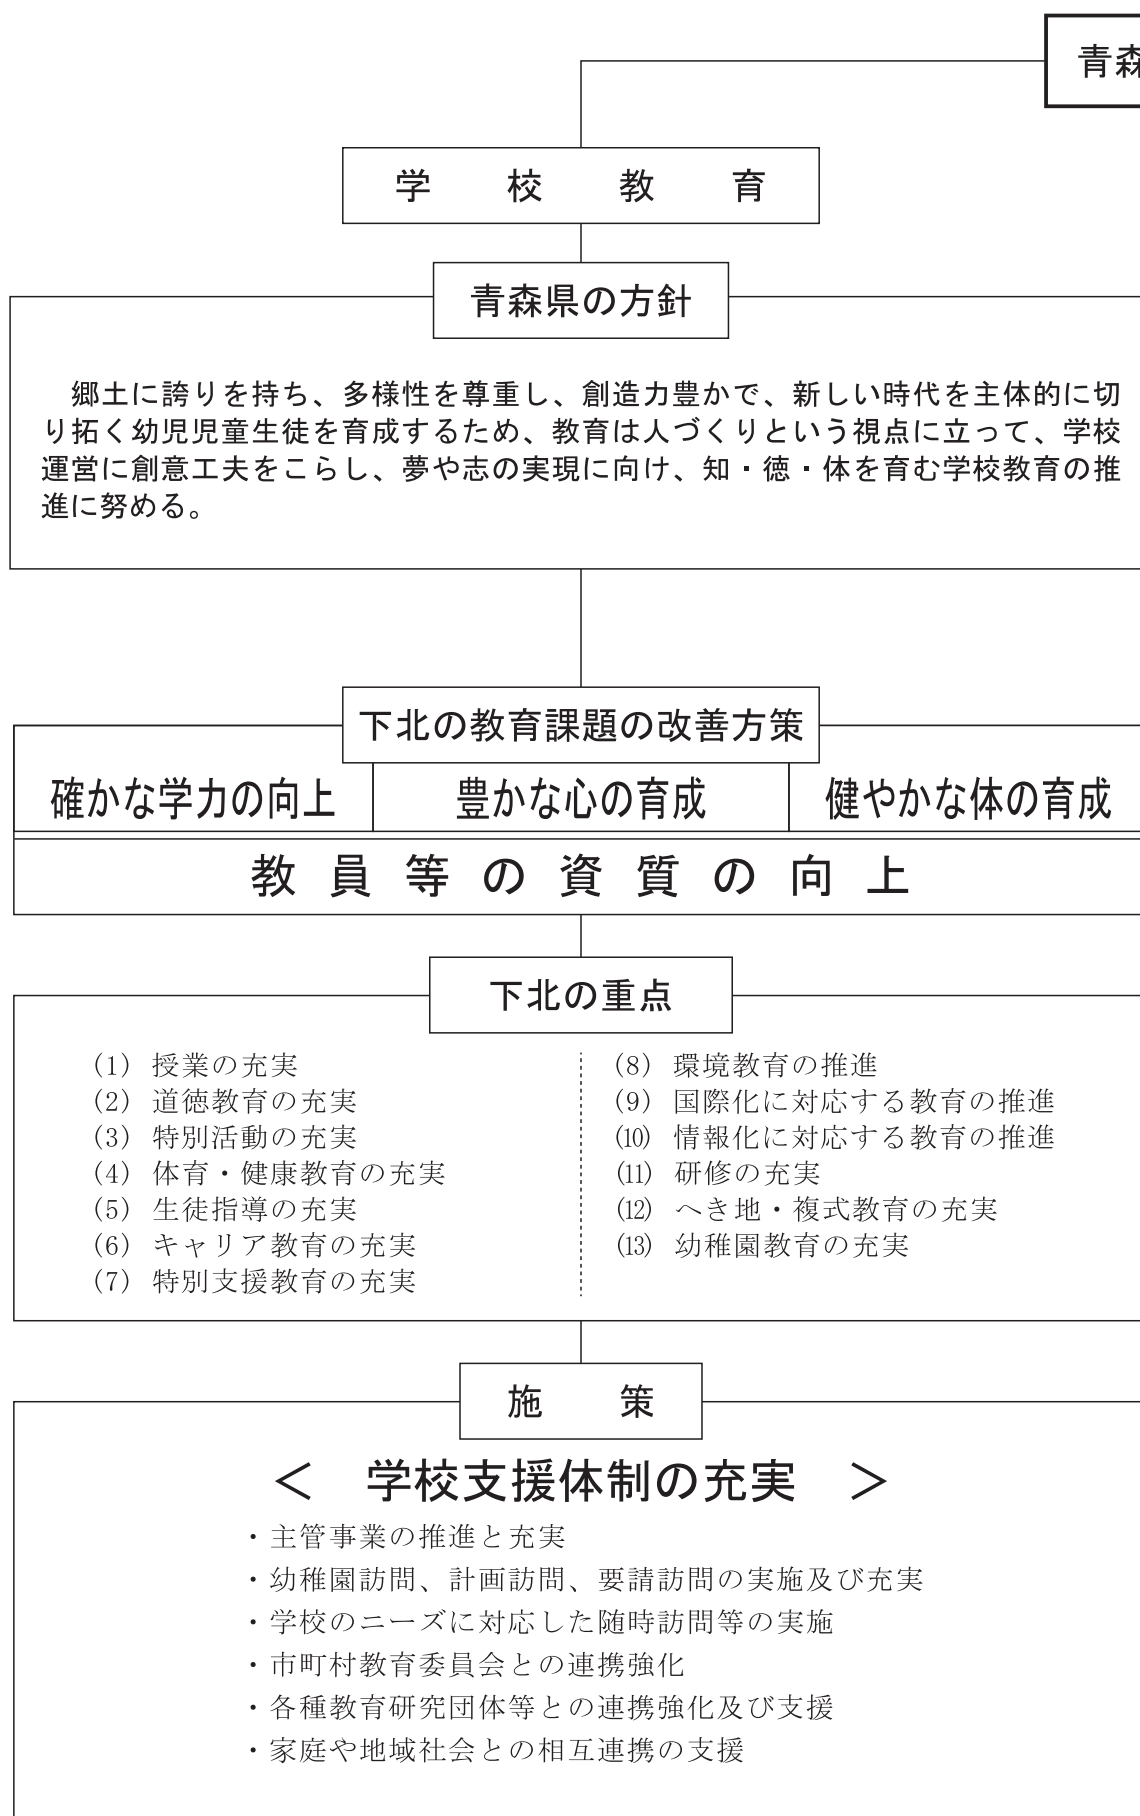 青森
学校教育
青森県の方針
郷土に誇りを持ち、多様性を尊重し、創造力豊かで、新しい時代を主体的に切
り拓く幼児児童生徒を育成するため、教育は人づくりという視点に立って、学校
運営に創意工夫をこらし、夢や志の実現に向け、知・徳・体を育む学校教育の推
進に努める。
下北の教育課題の改善方策
確かな学力の向上
豊かな心の育成
健やかな体の育成
教員等の資質の向上
下北の重点
(1) 授業の充実
(2) 道徳教育の充実
(3) 特別活動の充実
(4) 体育・健康教育の充実
(5) 生徒指導の充実
(6) キャリア教育の充実
(7) 特別支援教育の充実
(8) 環境教育の推進
(9) 国際化に対応する教育の推進
(10) 情報化に対応する教育の推進
(11) 研修の充実
(12) へき地・複式教育の充実
(13) 幼稚園教育の充実
施策
＜ 学校支援体制の充実 ＞
・主管事業の推進と充実
・幼稚園訪問、計画訪問、要請訪問の実施及び充実
・学校のニーズに対応した随時訪問等の実施
・市町村教育委員会との連携強化
・各種教育研究団体等との連携強化及び支援
・家庭や地域社会との相互連携の支援